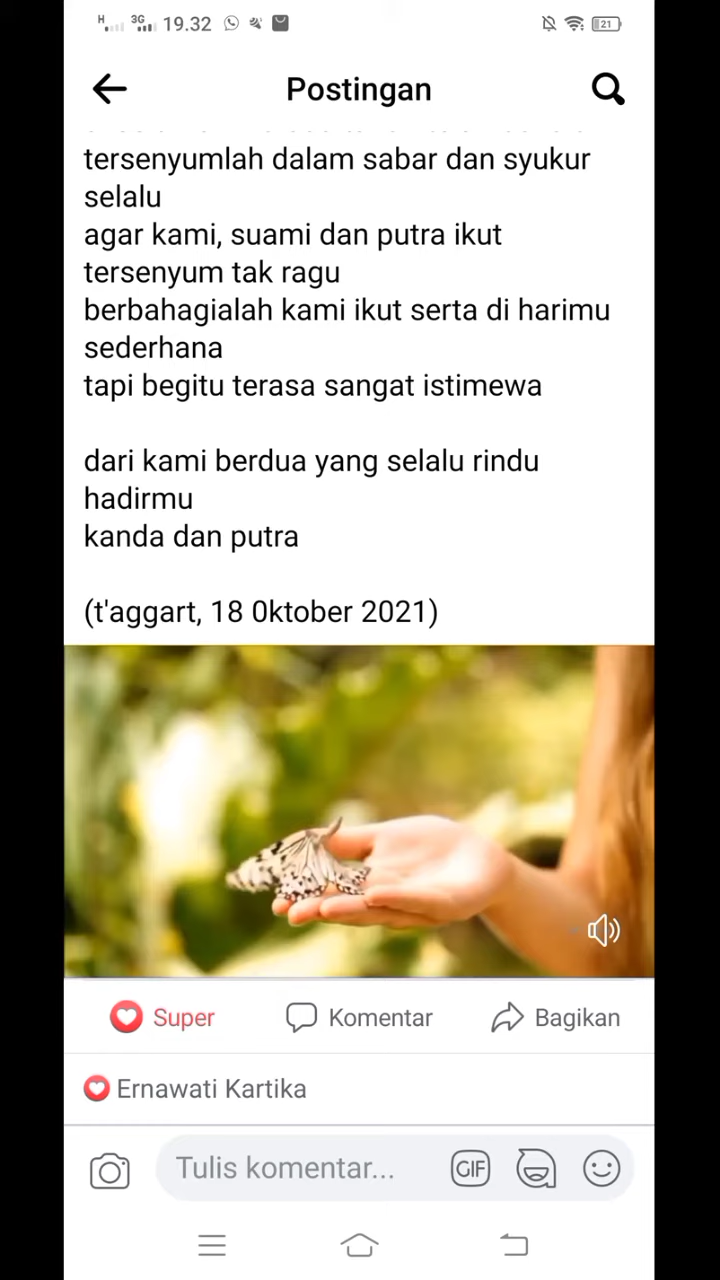 H 3G 19.32 21
Postingan
tersenyumlah dalam sabar dan syukur
selalu
agar kami, suami dan putra ikut
tersenyum tak ragu
berbahagialah kami ikut serta di harimu
sederhana
tapi begitu terasa sangat istimewa
dari kami berdua yang selalu rindu
hadirmu
kanda dan putra
(t'aggart, 18 0ktober 2021)
Super Komentar Bagikan
Ernawati Kartika
Tulis komentar... GIF